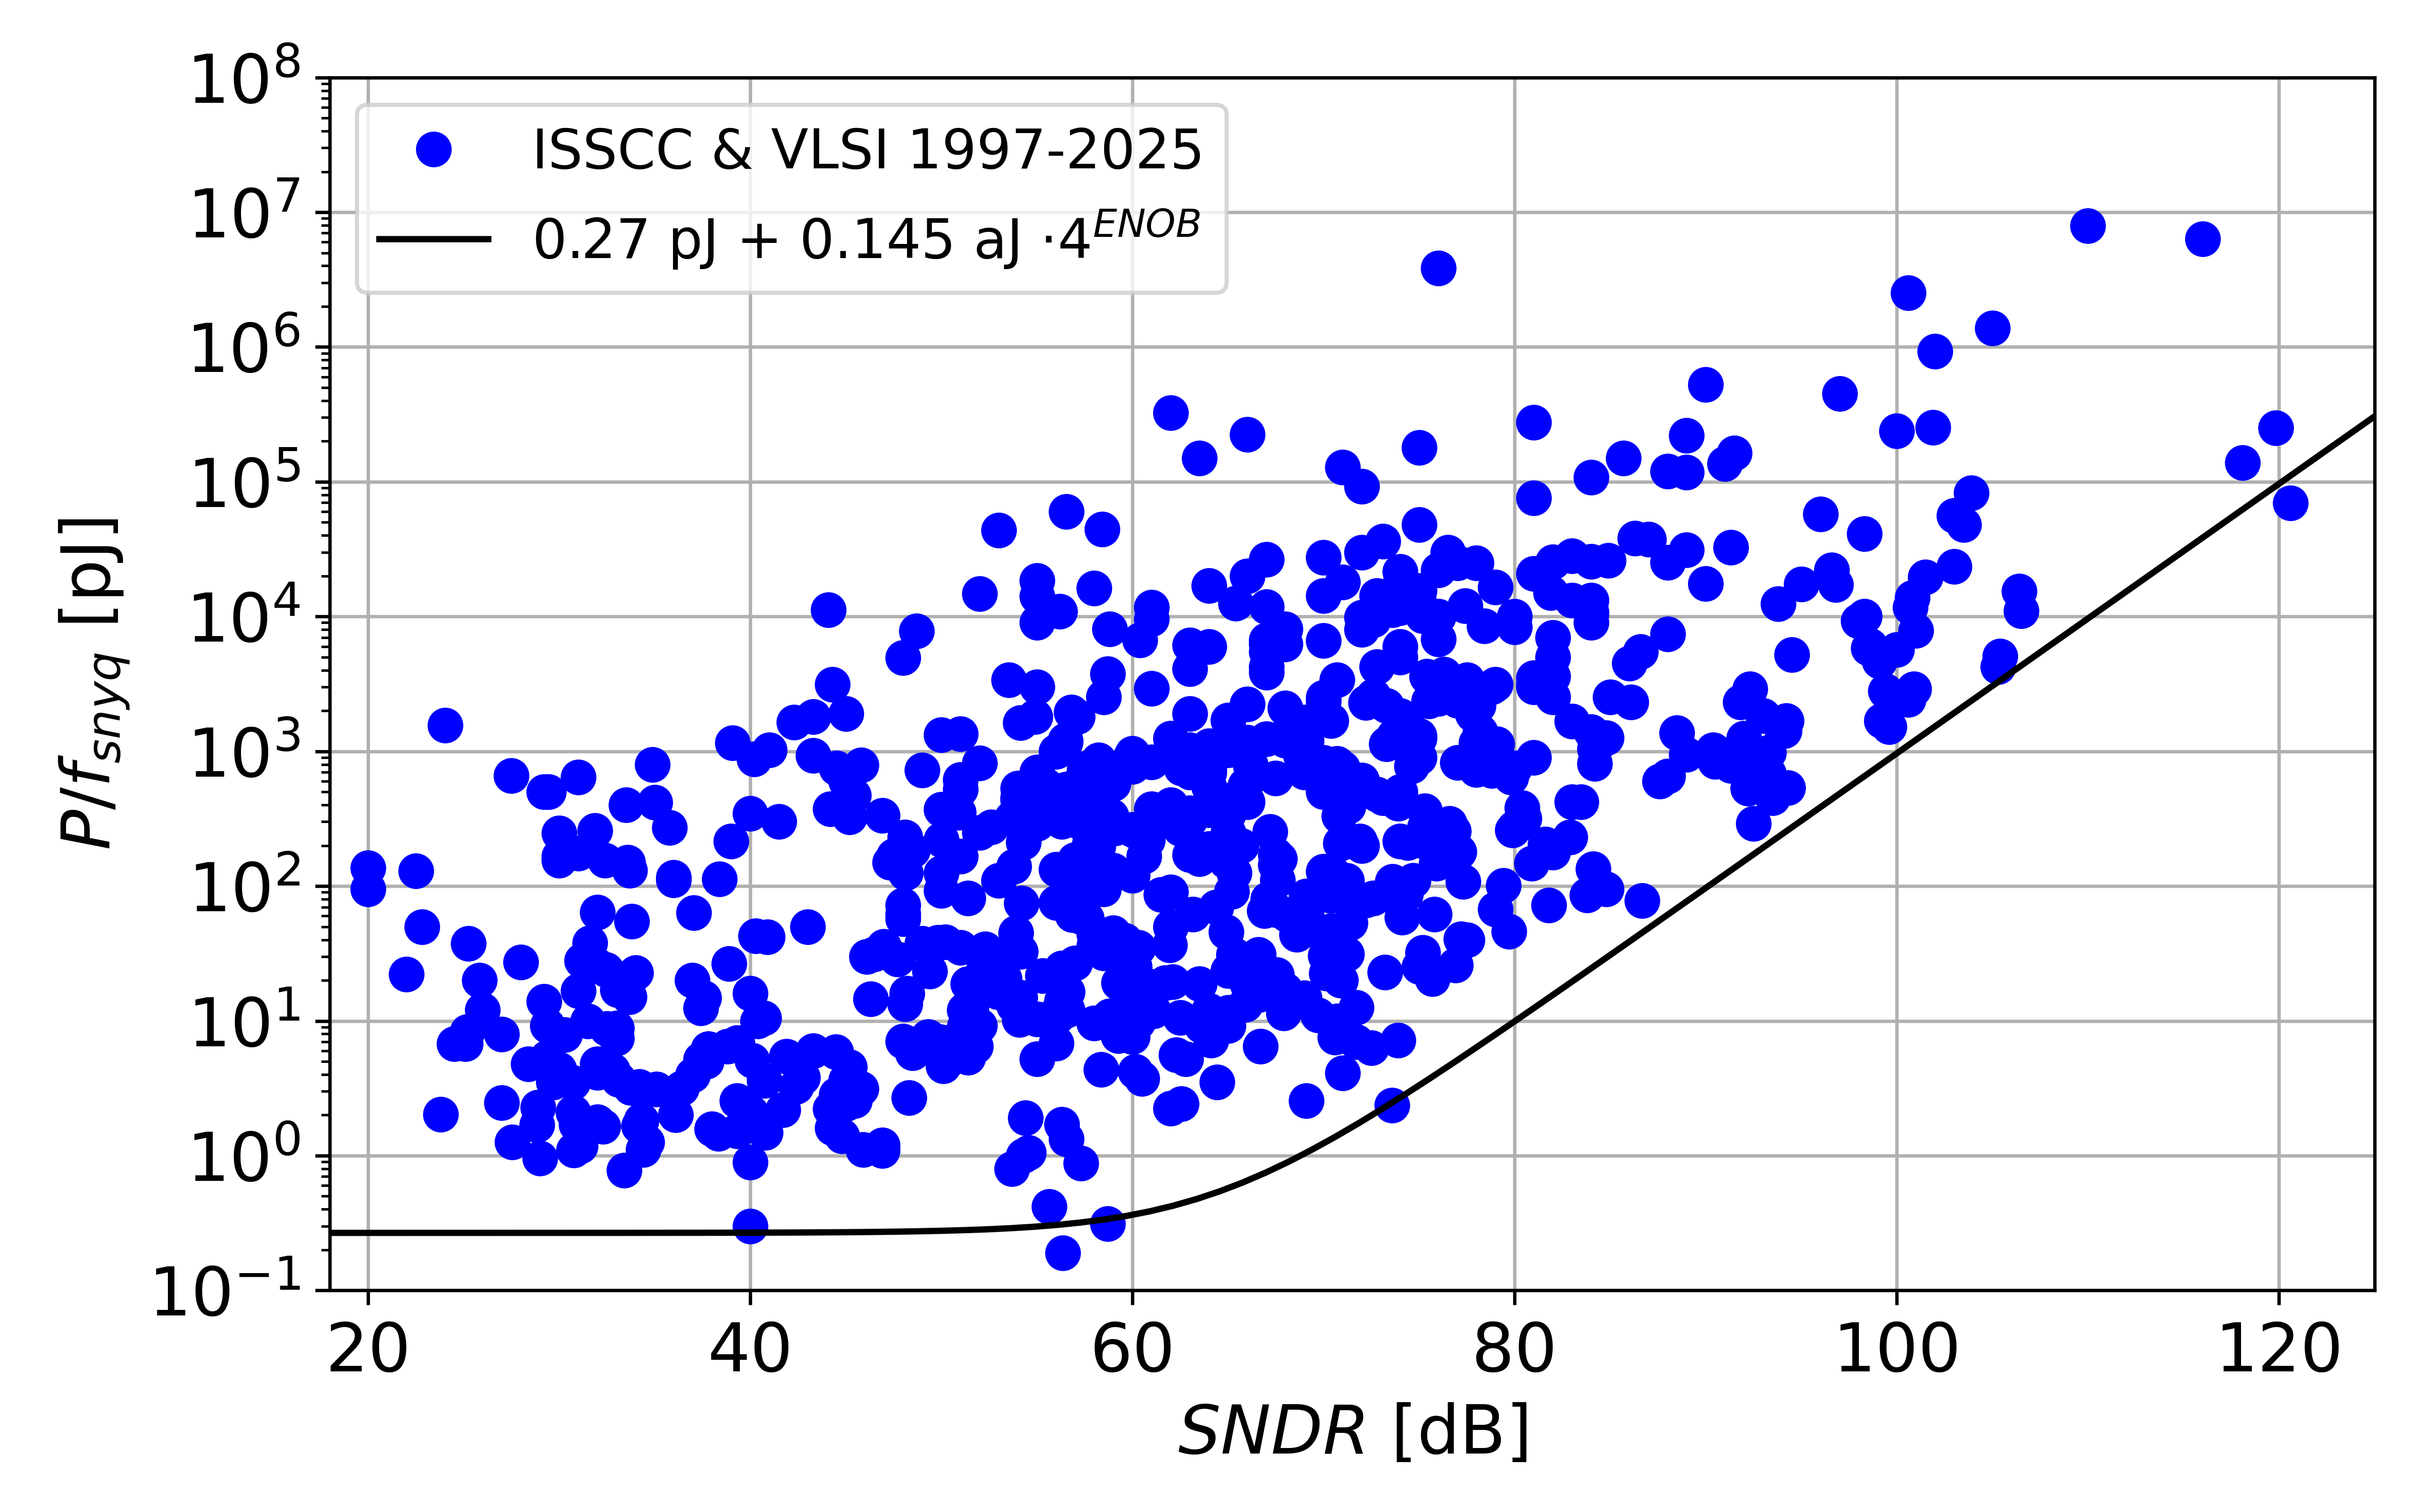 10^8
10^7
10^6
10^5
10^4
10^3
10^2
10^1
10^0
10^−1
P/f_snyq [pJ]
ISSCC & VLSI 1997-2025
0.27 pJ + 0.145 aJ ·4^ENOB
20 40 60 80 100 120
SNDR [dB]